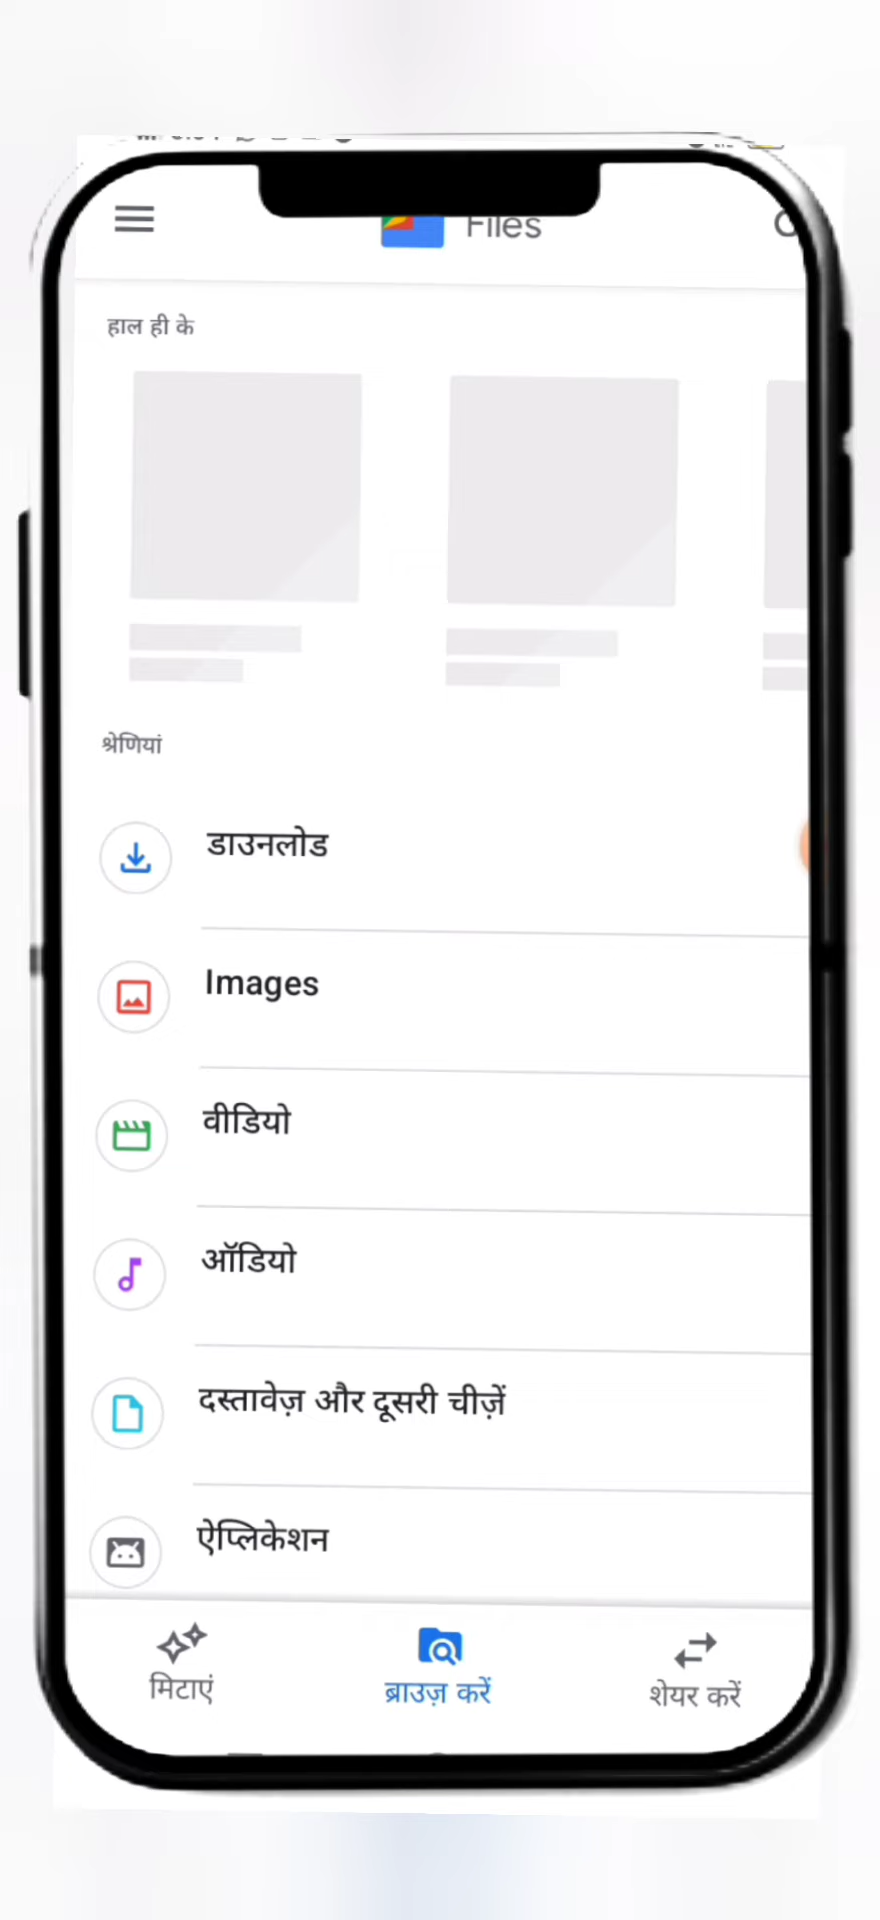 Files
हाल ही के
श्रेणियां
डाउनलोड
Images
वीडियो
ऑडियो
दस्तावेज़ और दूसरी चीज़ें
ऐप्लिकेशन
मिटाएं
ब्राउज़ करें
शेयर करें